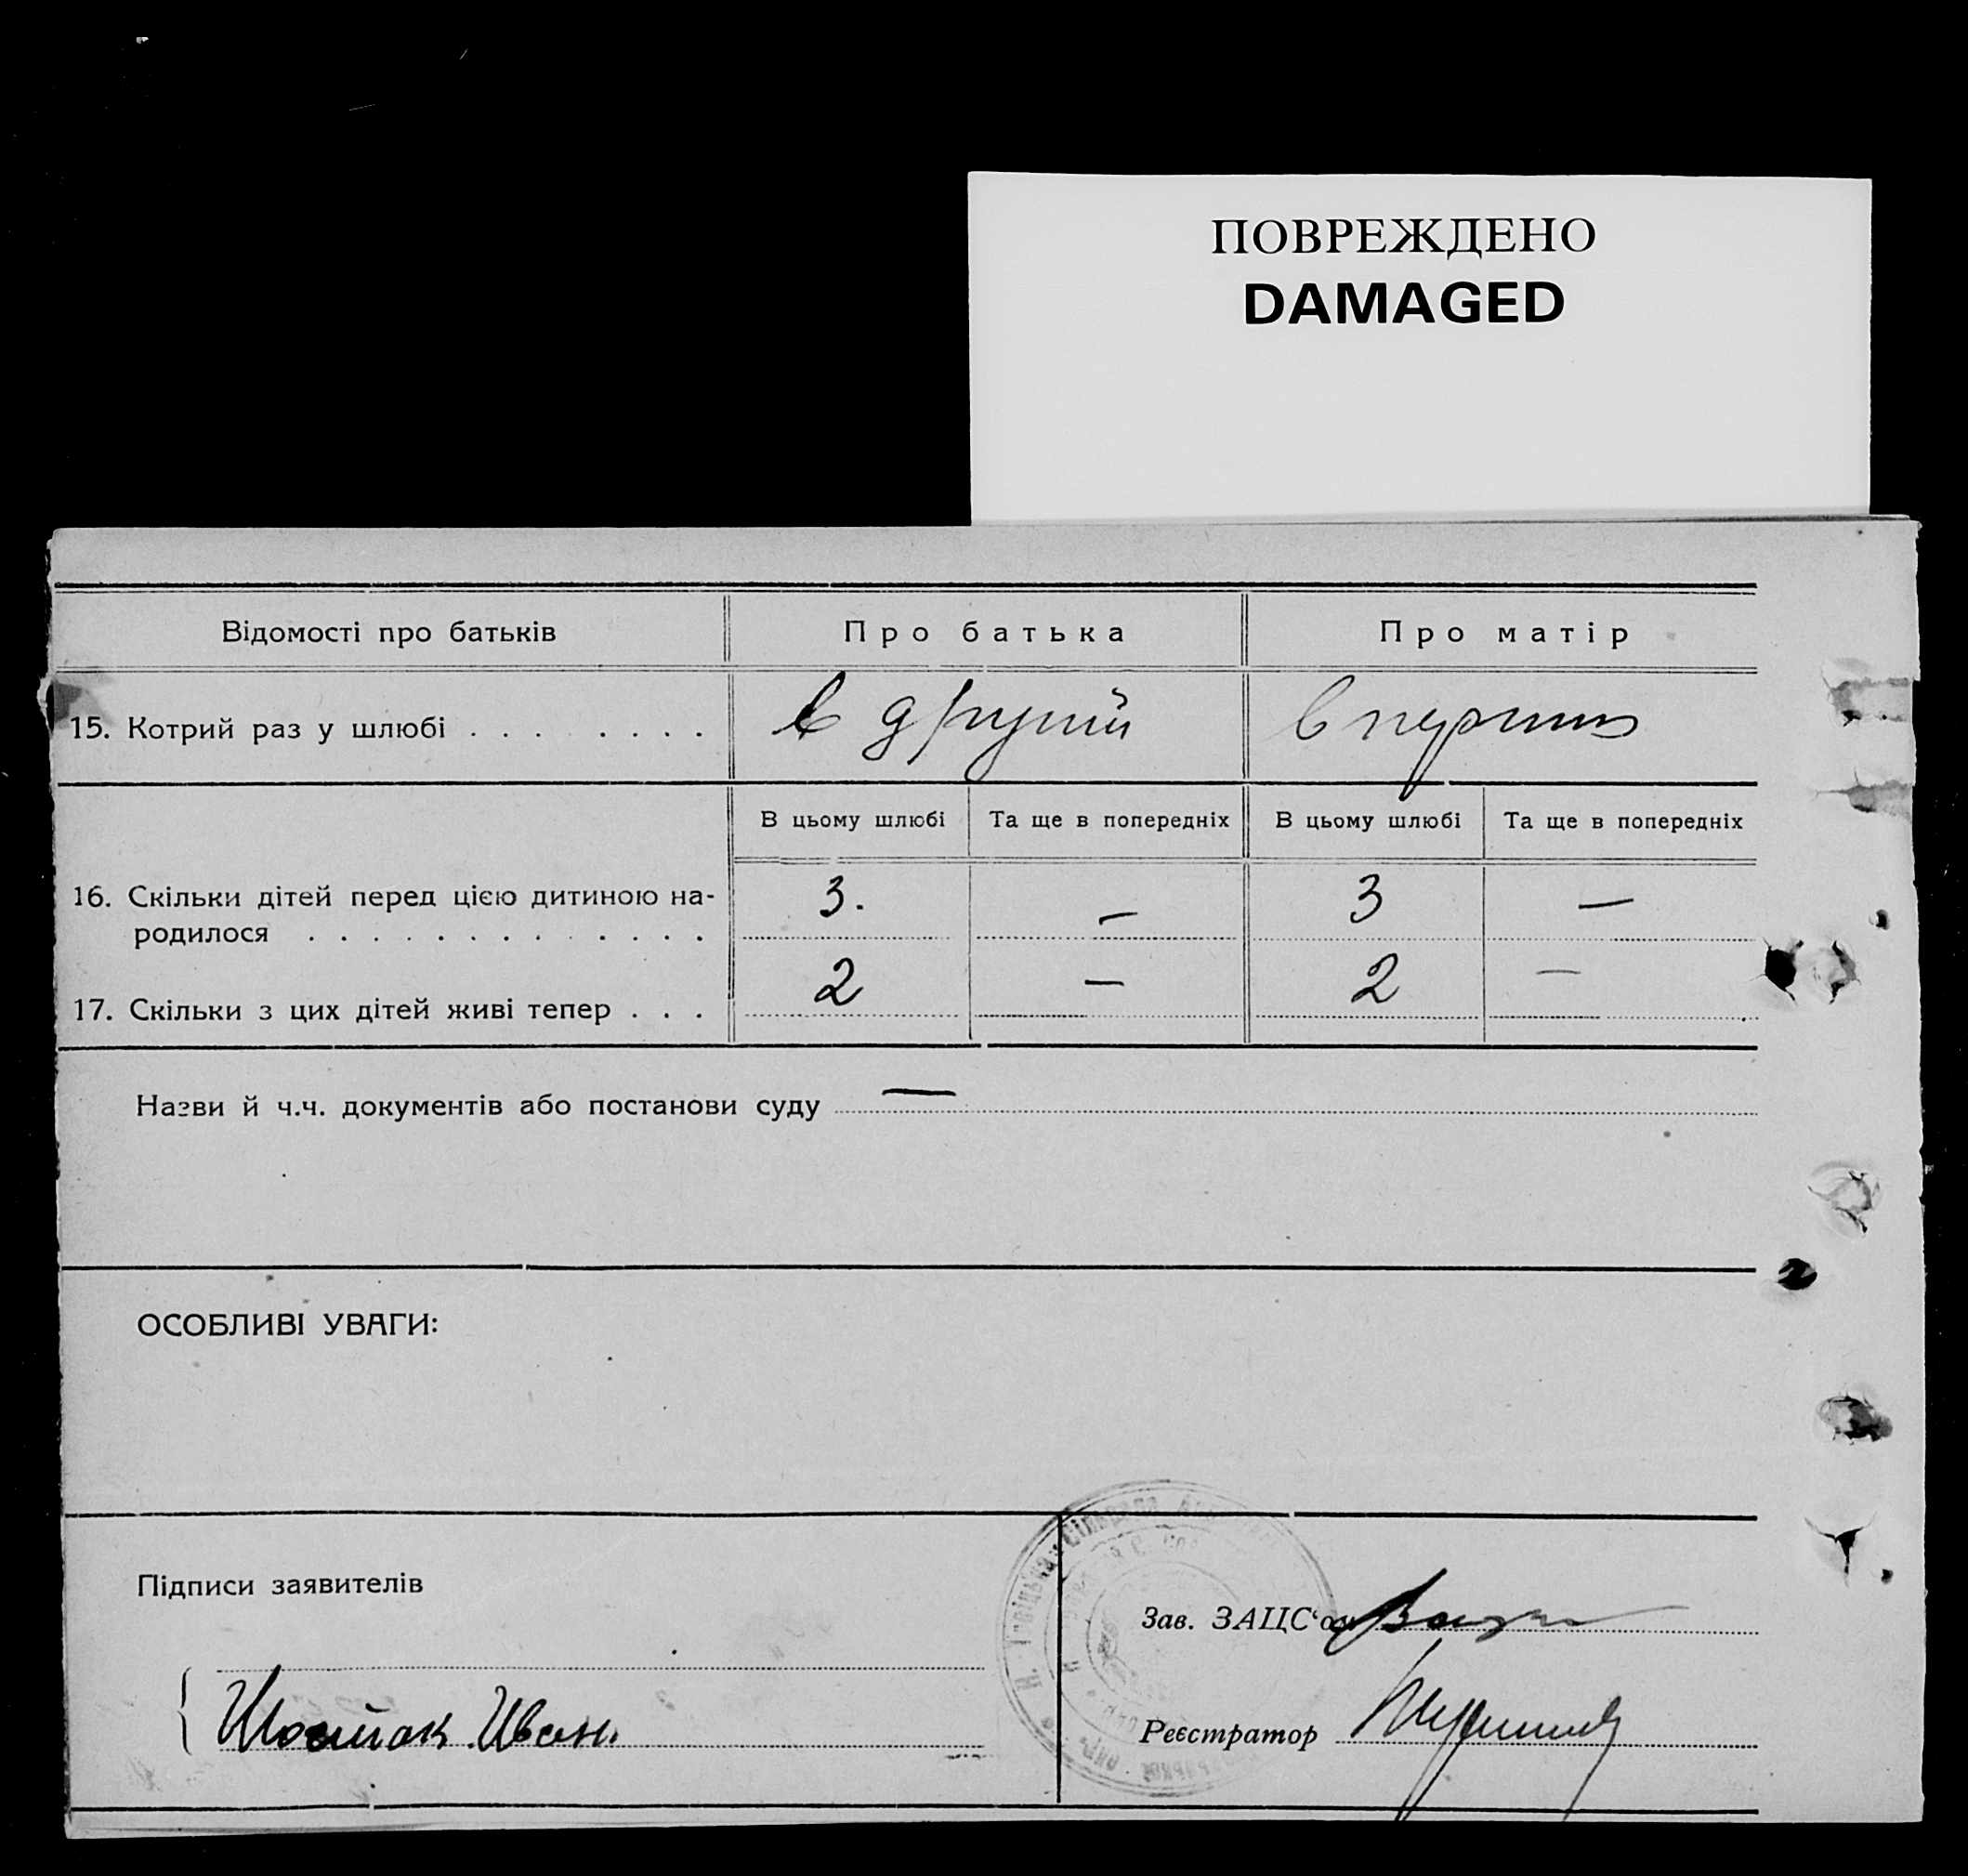 ПОВРЕЖДЕНО
DAMAGED
Відомості про батьків Про батька Про матір
15. Котрий раз у шлюбі . . . . . . . . в другий в перши
В цьому шлюбі Та ще в попередніх В цьому шлюбі Та ще в попередніх
16. Скільки дітей перед цією дитиною на-
родилося . . . . . . . . . . . . . 3. — 3 —
17. Скільки з цих дітей живі тепер . . . 2 — 2 —
Назви й ч.ч. документів або постанови суду —
ОСОБЛИВІ УВАГИ:
Підписи заявителів
Зав. ЗАЦС‘ом
Иван.
Реєстратор